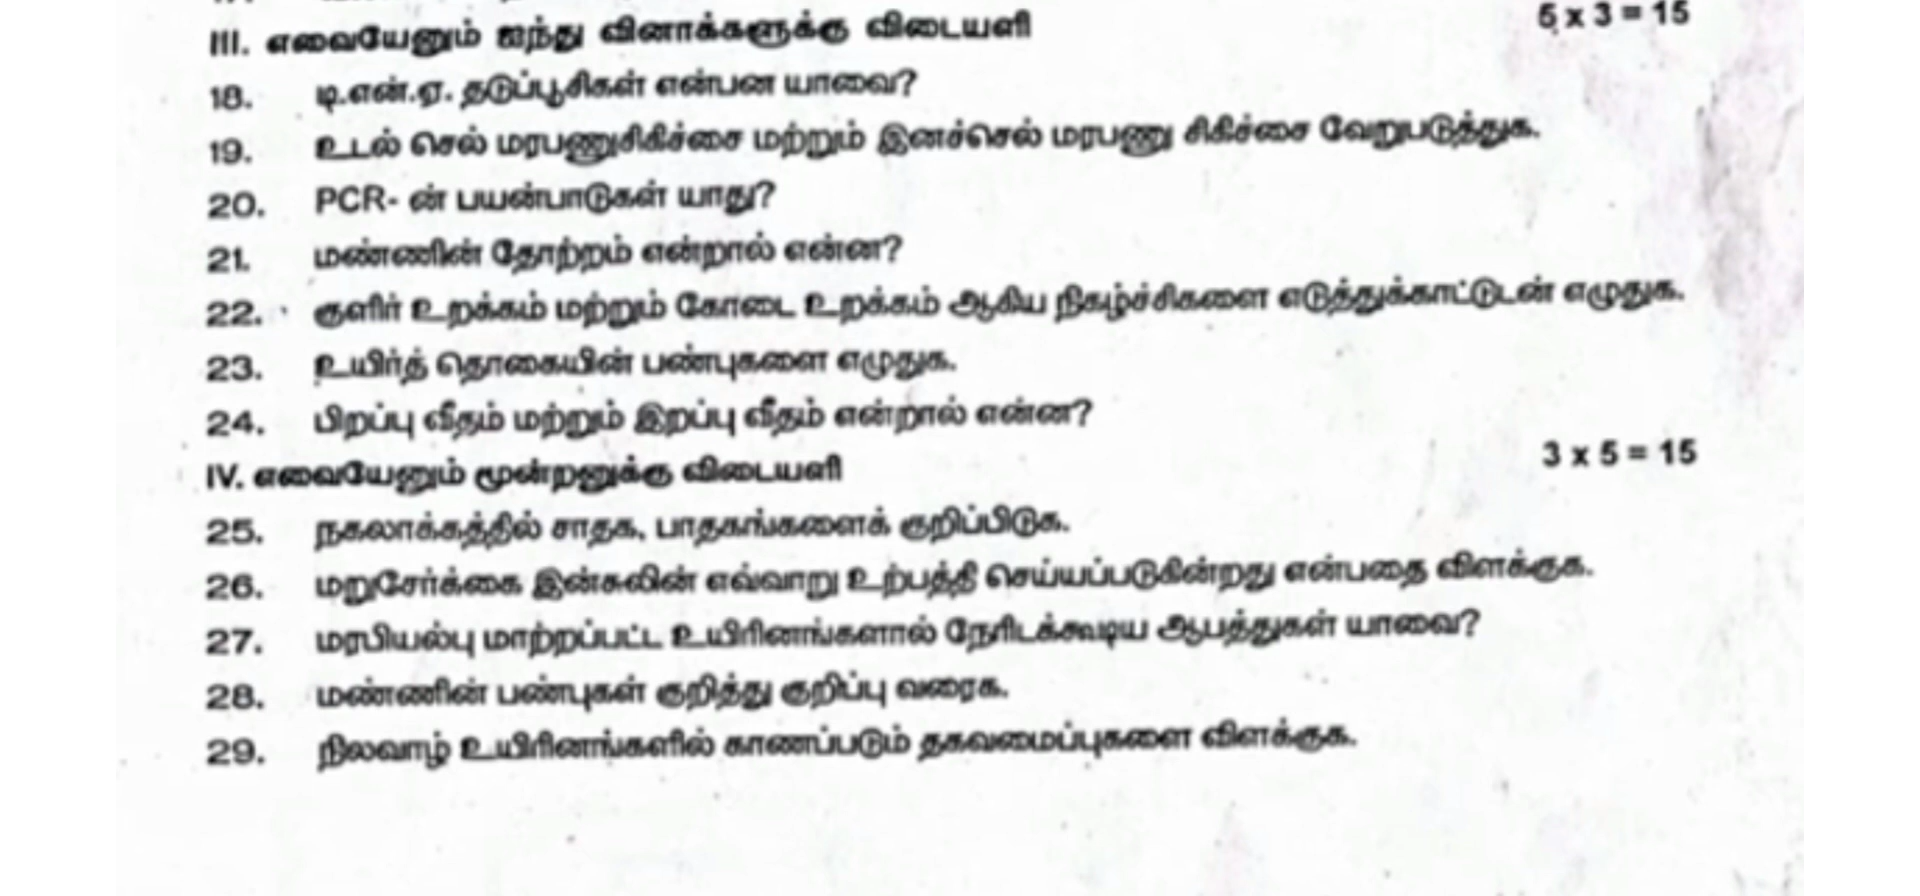 III. எவையேனும் ஐந்து வினாக்களுக்கு விடையளி 5 x 3 = 15
18. டி.என்.ஏ. தடுப்பூசிகள் என்பன யாவை?
19. உடல் செல் மரபணுசிகிச்சை மற்றும் இனச்செல் மரபணு சிகிச்சை வேறுபடுத்துக.
20. PCR- ன் பயன்பாடுகள் யாது?
21. மண்ணின் தோற்றம் என்றால் என்ன?
22. குளிர் உறக்கம் மற்றும் கோடை உறக்கம் ஆகிய நிகழ்ச்சிகளை எடுத்துக்காட்டுடன் எழுதுக.
23. உயிர்த் தொகையின் பண்புகளை எழுதுக.
24. பிறப்பு வீதம் மற்றும் இறப்பு வீதம் என்றால் என்ன?
IV. எவையேனும் மூன்றனுக்கு விடையளி 3 x 5 = 15
25. நகலாக்கத்தில் சாதக, பாதகங்களைக் குறிப்பிடுக.
26. மறுசேர்க்கை இன்சுலின் எவ்வாறு உற்பத்தி செய்யப்படுகின்றது என்பதை விளக்குக.
27. மரபியல்பு மாற்றப்பட்ட உயிரினங்களால் நேரிடக்கூடிய ஆபத்துகள் யாவை?
28. மண்ணின் பண்புகள் குறித்து குறிப்பு வரைக.
29. நிலவாழ் உயிரினங்களில் காணப்படும் தகவமைப்புகளை விளக்குக.